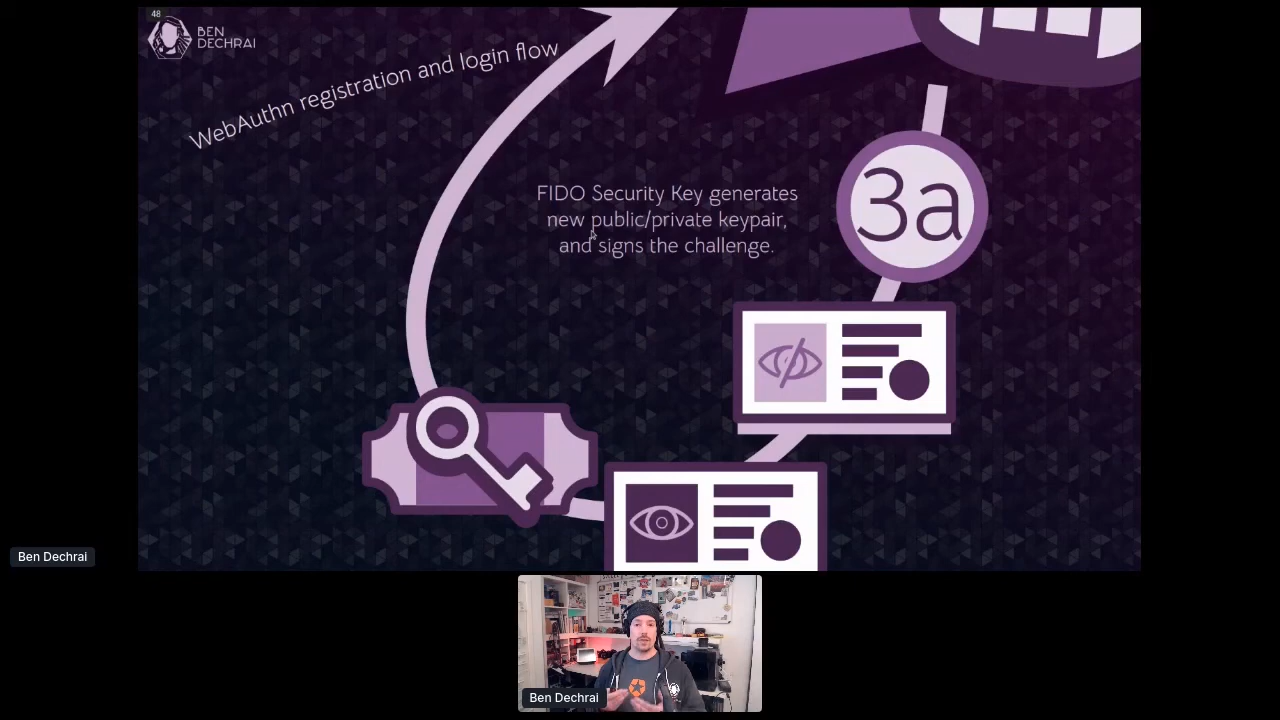 48
BEN
DECHRAI
WebAuthn registration and login flow
FIDO Security Key generates
new public/private keypair,
and signs the challenge.
3a
Ben Dechrai
Ben Dechrai